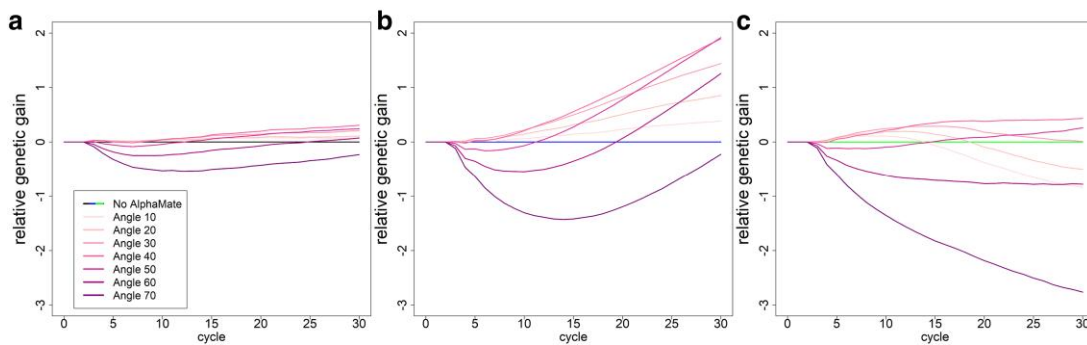 a
relative genetic gain
2
1
0
-1
-2
-3
No AlphaMate
Angle 10
Angle 20
Angle 30
Angle 40
Angle 50
Angle 60
Angle 70
0 5 10 15 20 25 30
cycle
b
relative genetic gain
2
1
0
-1
-2
-3
0 5 10 15 20 25 30
cycle
c
relative genetic gain
2
1
0
-1
-2
-3
0 5 10 15 20 25 30
cycle